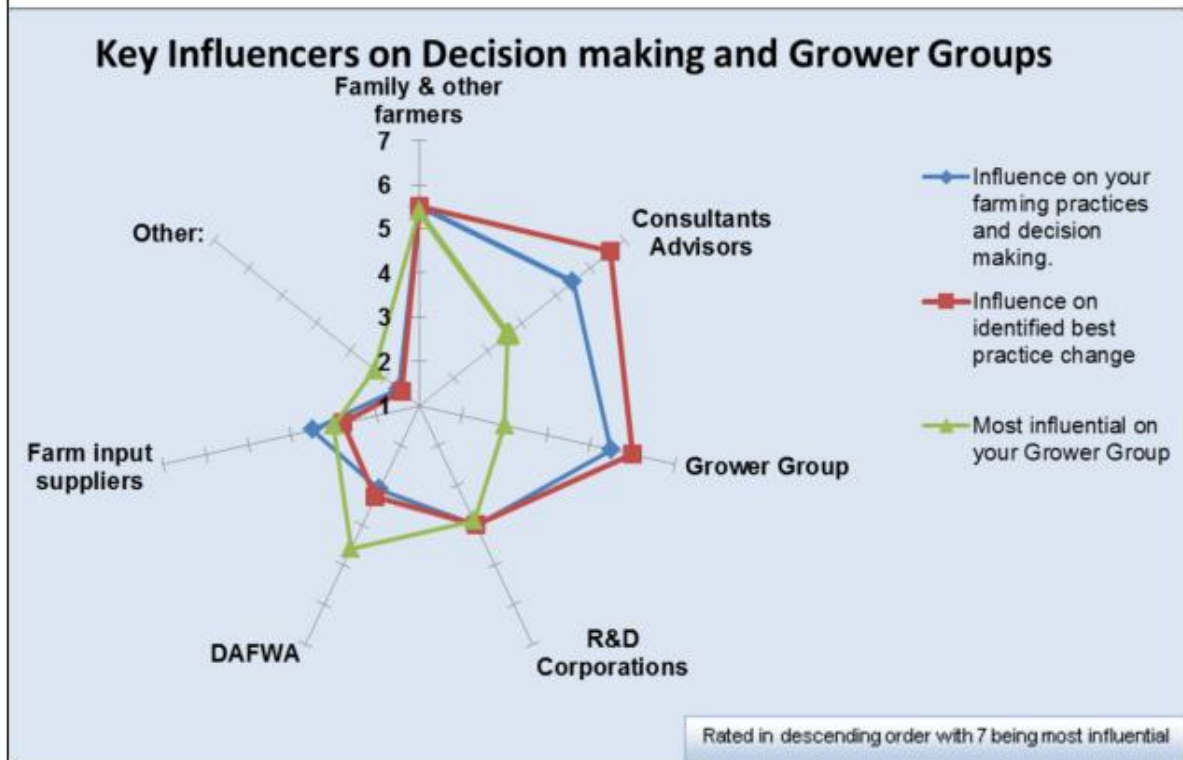 Key Influencers on Decision making and Grower Groups
Family & other
farmers
7
6
5
4
3
2
1
Consultants
Advisors
Other:
Grower Group
Farm input
suppliers
R&D
Corporations
DAFWA
Influence on your
farming practices
and decision
making.
Influence on
identified best
practice change
Most influential on
your Grower Group
Rated in descending order with 7 being most influential